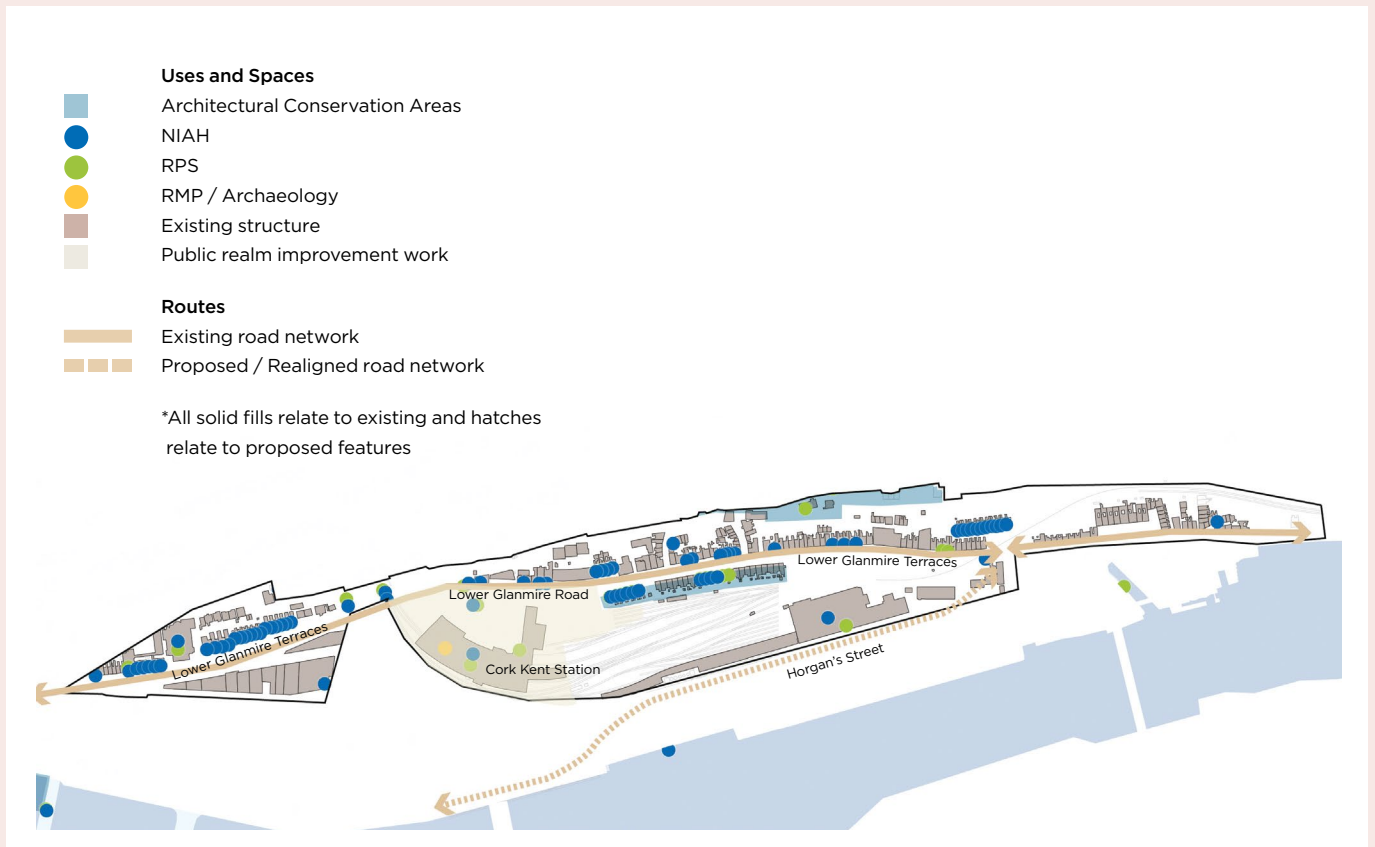 Uses and Spaces
Architectural Conservation Areas
NIAH
RPS
RMP / Archaeology
Existing structure
Public realm improvement work
Routes
Existing road network
Proposed / Realigned road network
*All solid fills relate to existing and hatches
relate to proposed features
Lower Glanmire Terraces
Lower Glanmire Road
Lower Glanmire Terraces
Cork Kent Station
Horgan's Street